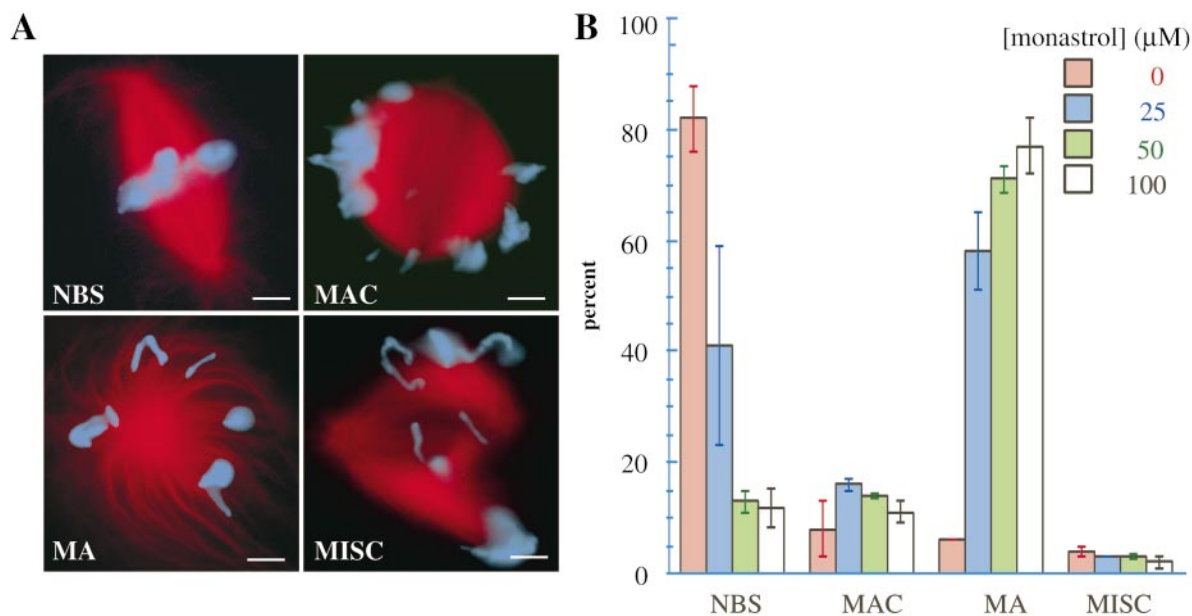 A
NBS
MAC
MA
MISC
B
percent
100
80
60
40
20
0
[monastrol] (μM)
0
25
50
100
NBS
MAC
MA
MISC